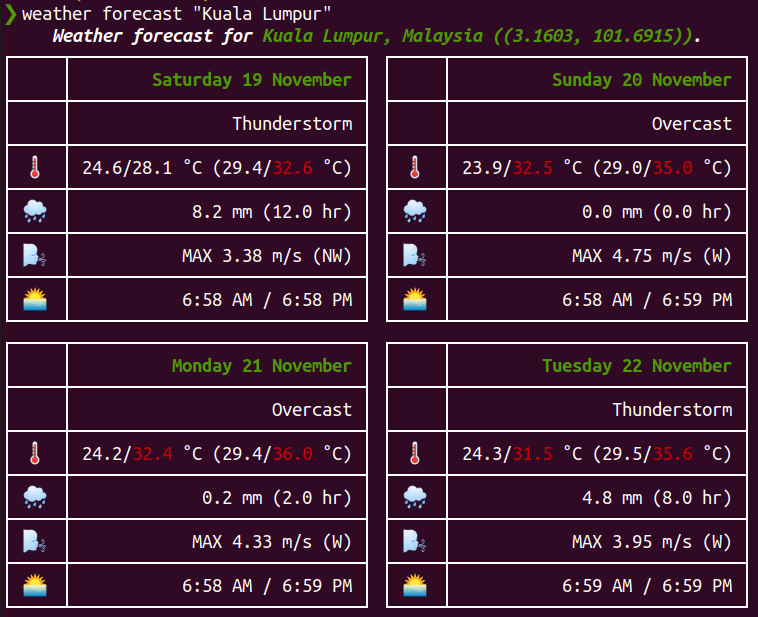 ❯ weather forecast "Kuala Lumpur"
Weather forecast for Kuala Lumpur, Malaysia ((3.1603, 101.6915)).
Saturday 19 November
Thunderstorm
24.6/28.1 °C (29.4/32.6 °C)
8.2 mm (12.0 hr)
MAX 3.38 m/s (NW)
6:58 AM / 6:58 PM
Sunday 20 November
Overcast
23.9/32.5 °C (29.0/35.0 °C)
0.0 mm (0.0 hr)
MAX 4.75 m/s (W)
6:58 AM / 6:59 PM
Monday 21 November
Overcast
24.2/32.4 °C (29.4/36.0 °C)
0.2 mm (2.0 hr)
MAX 4.33 m/s (W)
6:58 AM / 6:59 PM
Tuesday 22 November
Thunderstorm
24.3/31.5 °C (29.5/35.6 °C)
4.8 mm (8.0 hr)
MAX 3.95 m/s (W)
6:59 AM / 6:59 PM